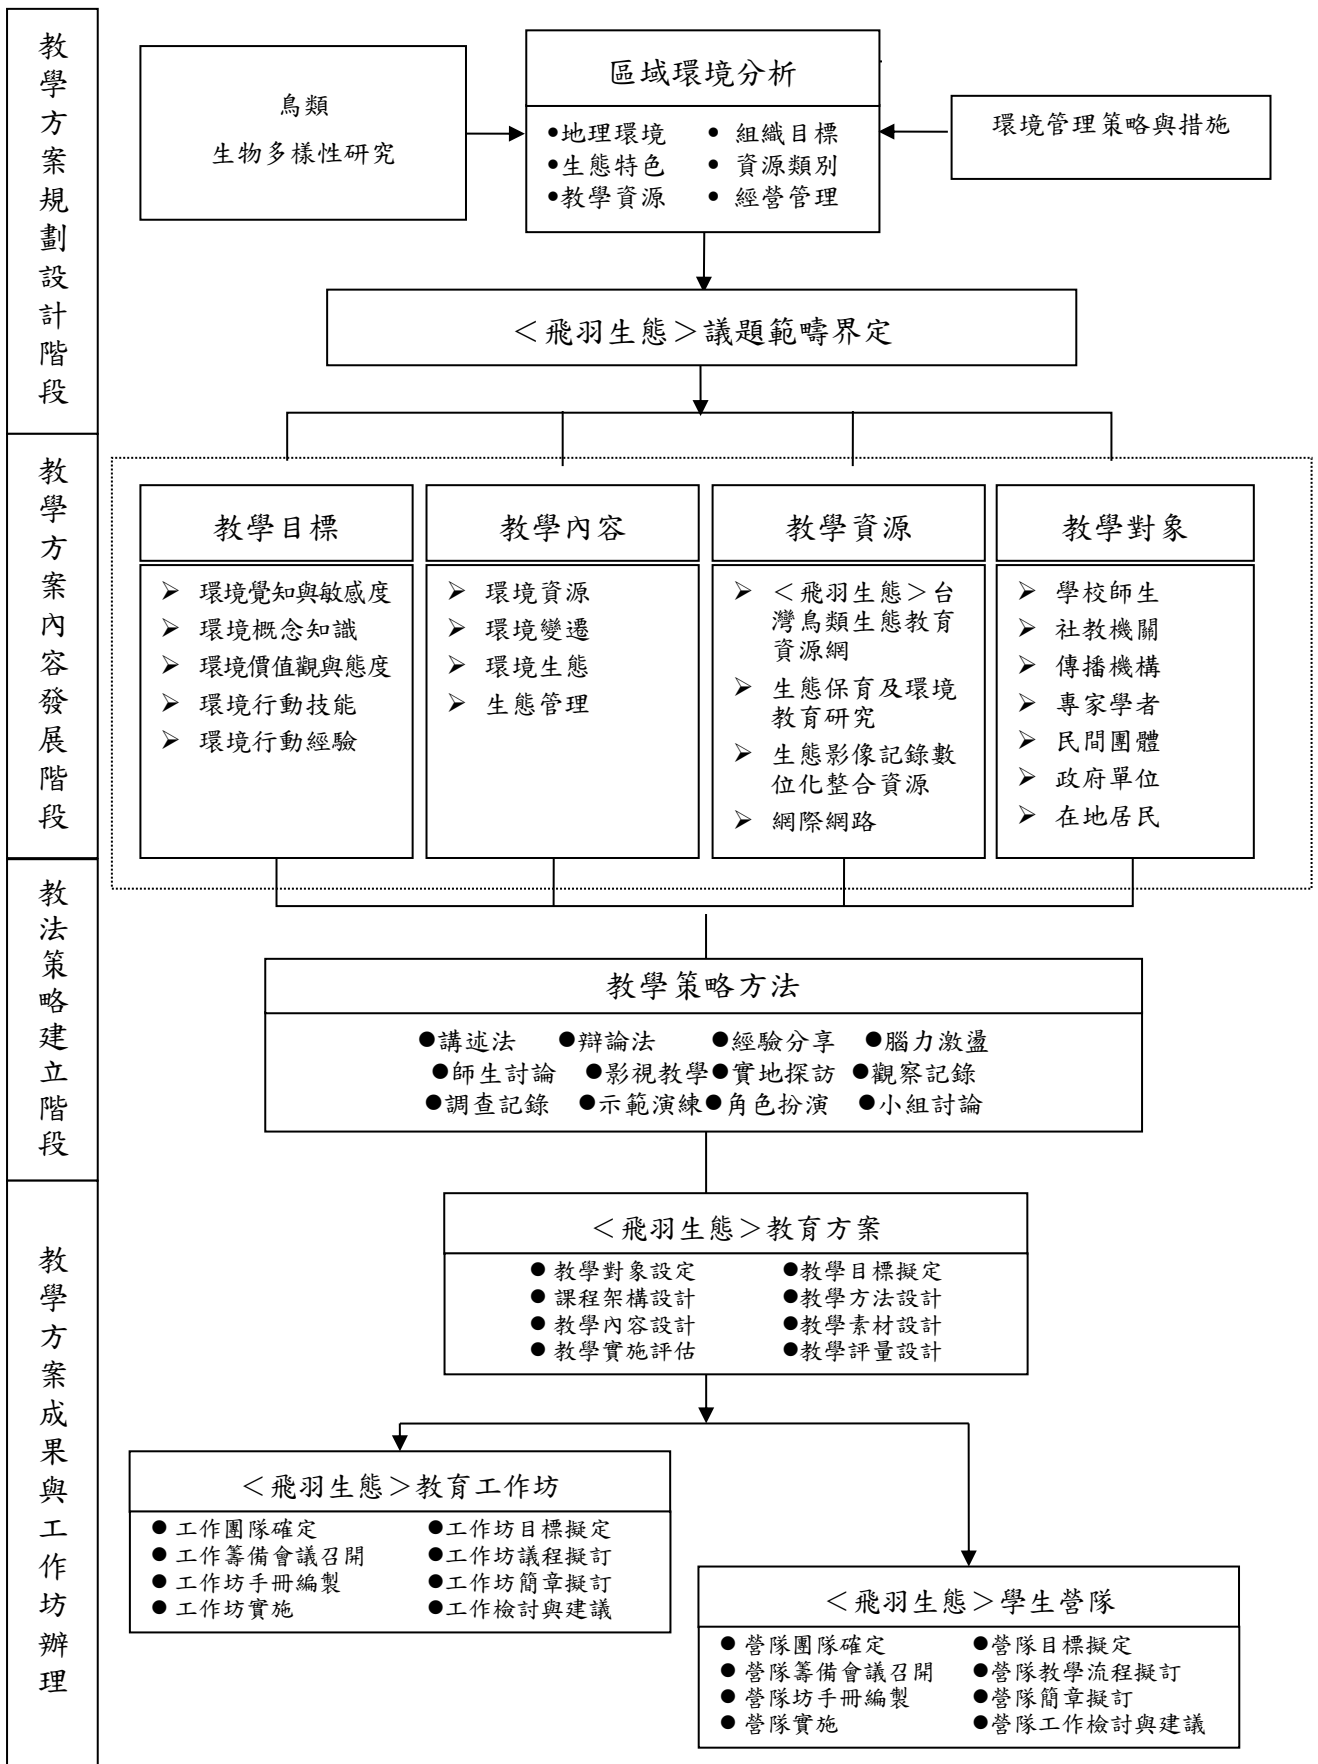 教學方案規劃設計階段
鳥類
生物多樣性研究
區域環境分析
●地理環境 ● 組織目標
●生態特色 ● 資源類別
●教學資源 ● 經營管理
環境管理策略與措施
＜飛羽生態＞議題範疇界定
教學方案內容發展階段
教學目標
➢ 環境覺知與敏感度
➢ 環境概念知識
➢ 環境價值觀與態度
➢ 環境行動技能
➢ 環境行動經驗
教學內容
➢ 環境資源
➢ 環境變遷
➢ 環境生態
➢ 生態管理
教學資源
➢ ＜飛羽生態＞台
灣鳥類生態教育
資源網
➢ 生態保育及環境
教育研究
➢ 生態影像記錄數
位化整合資源
➢ 網際網路
教學對象
➢ 學校師生
➢ 社教機關
➢ 傳播機構
➢ 專家學者
➢ 民間團體
➢ 政府單位
➢ 在地居民
教法策略建立階段
教學策略方法
●講述法 ●辯論法 ●經驗分享 ●腦力激盪
●師生討論 ●影視教學●實地探訪 ●觀察記錄
●調查記錄 ●示範演練●角色扮演 ●小組討論
教學方案成果與工作坊辦理
＜飛羽生態＞教育方案
● 教學對象設定 ●教學目標擬定
● 課程架構設計 ●教學方法設計
● 教學內容設計 ●教學素材設計
● 教學實施評估 ●教學評量設計
＜飛羽生態＞教育工作坊
● 工作團隊確定 ●工作坊目標擬定
● 工作籌備會議召開 ●工作坊議程擬訂
● 工作坊手冊編製 ●工作坊簡章擬訂
● 工作坊實施 ●工作檢討與建議
＜飛羽生態＞學生營隊
● 營隊團隊確定 ●營隊目標擬定
● 營隊籌備會議召開 ●營隊教學流程擬訂
● 營隊坊手冊編製 ●營隊簡章擬訂
● 營隊實施 ●營隊工作檢討與建議